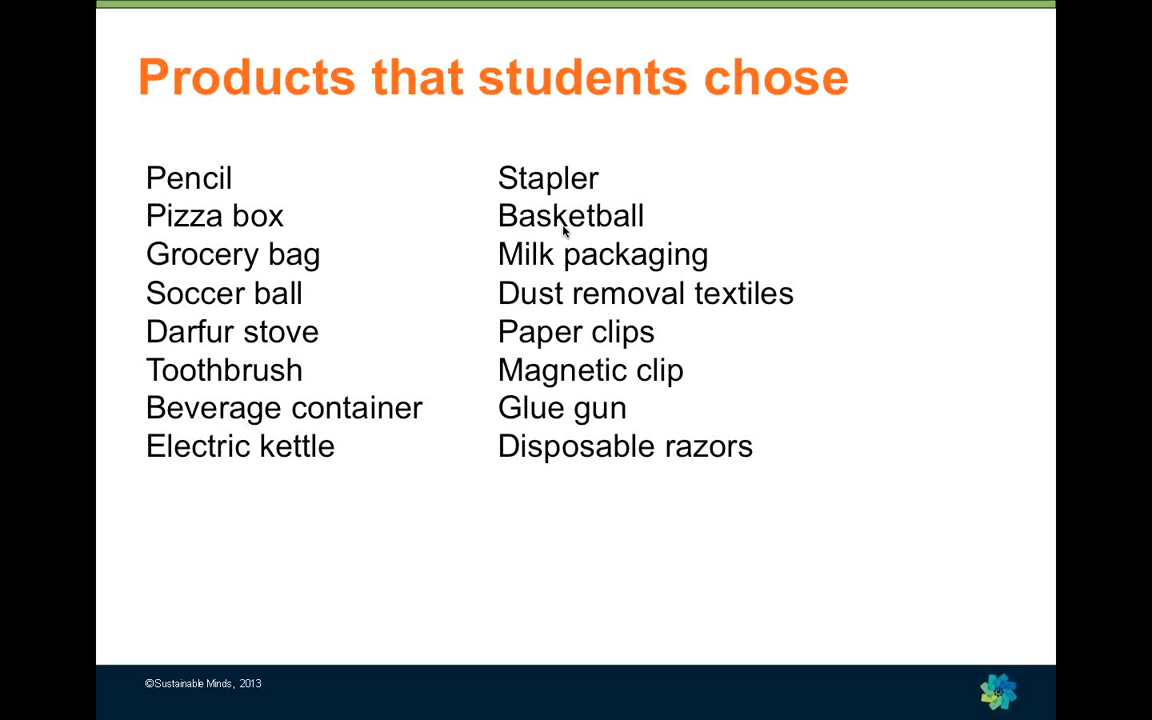 Products that students chose
Pencil
Pizza box
Grocery bag
Soccer ball
Darfur stove
Toothbrush
Beverage container
Electric kettle
Stapler
Basketball
Milk packaging
Dust removal textiles
Paper clips
Magnetic clip
Glue gun
Disposable razors
©Sustainable Minds, 2013